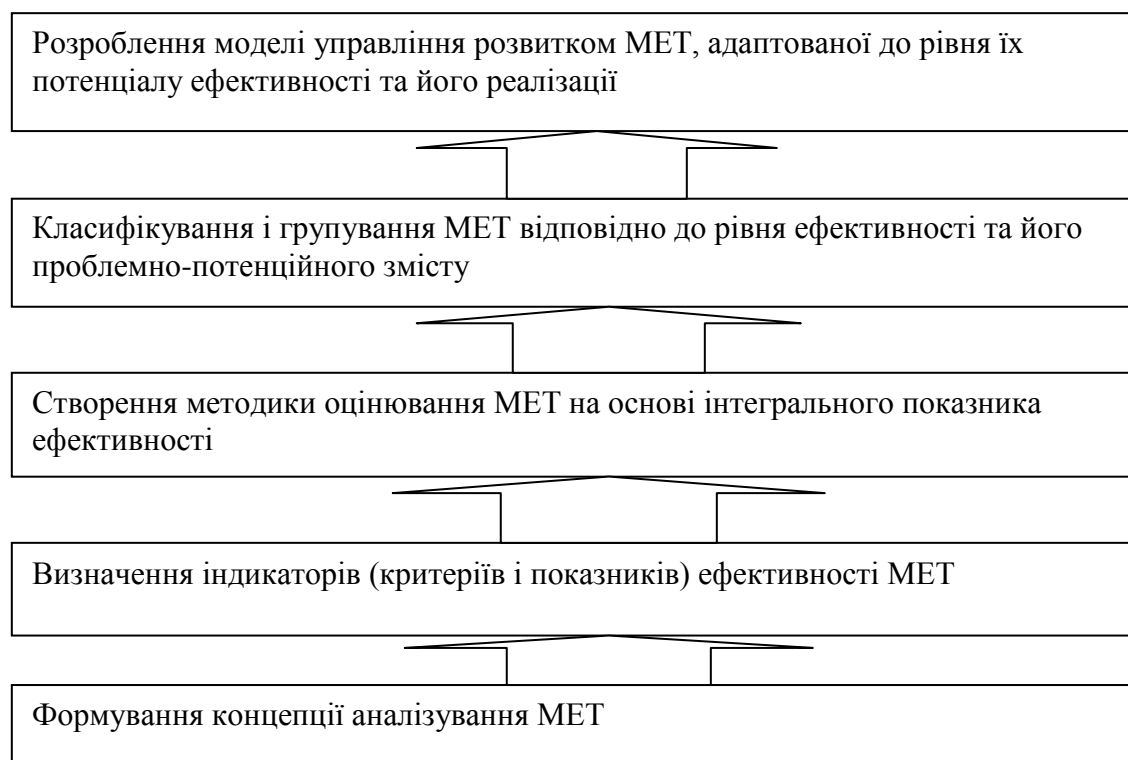 Розроблення моделі управління розвитком МЕТ, адаптованої до рівня їх
потенціалу ефективності та його реалізації
Класифікування і групування МЕТ відповідно до рівня ефективності та його
проблемно-потенційного змісту
Створення методики оцінювання МЕТ на основі інтегрального показника
ефективності
Визначення індикаторів (критеріїв і показників) ефективності МЕТ
Формування концепції аналізування МЕТ